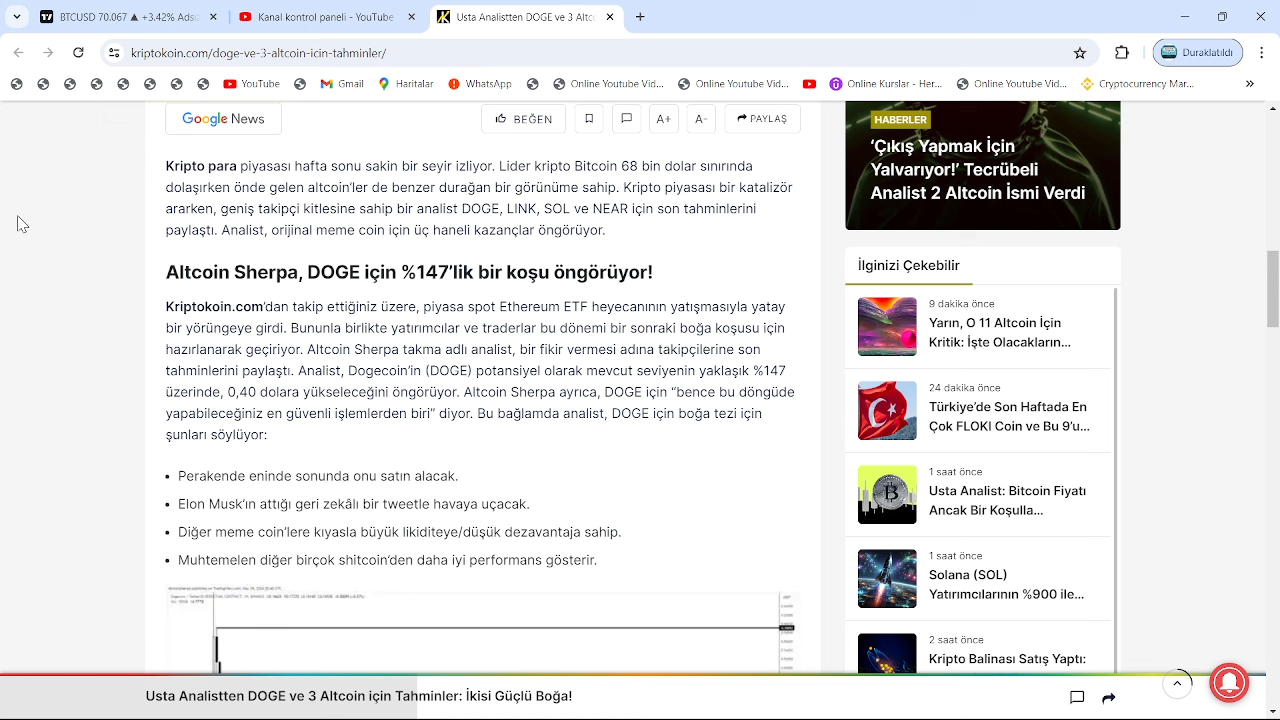 BTCUSD 70.067 ▲ +3.42% Ads
Kanal kontrol paneli - YouTube
DOGE ve 3 Altcoin için Tahminler
kriptokoin.com/doge-ve-3-altcoin-icin-tahminler/
Duraklatıldı
YouTube
Gmail
Haritalar
WhatsApp
Online Youtube Vid...
Online Youtube Vid...
Online Kurslar - Her...
Online Youtube Vid...
Cryptocurrency Mar...
Google News
BEĞEN
A+
A-
PAYLAŞ
Kripto para piyasası hafta sonu sakin bir seyir izliyor. Lider kripto Bitcoin 68 bin dolar sınırında
dolaşırken önde gelen altcoin’ler de benzer durağan bir görünüme sahip. Kripto piyasası bir katalizör
ararken, geniş takipçi kitlesine sahip bir analist DOGE, LINK, SOL ve NEAR için son tahminlerini
paylaştı. Analist, orijinal meme coin için üç haneli kazançlar öngörüyor.
Altcoin Sherpa, DOGE için %147’lik bir koşu öngörüyor!
Kriptokoin.com’dan takip ettiğiniz üzere, piyasa spot Ethereum ETF heyecanının yatışmasıyla yatay
bir yörüngeye girdi. Bununla birlikte yatırımcılar ve traderlar bu dönemi bir sonraki boğa koşusu için
hazırlanarak geçiriyor. Altcoin Sherpa takma adlı analist, bir fikir vermek için takipçilerine son
tahminlerini paylaştı. Analist, Dogecoin’in (DOGE) potansiyel olarak mevcut seviyenin yaklaşık %147
üzerinde, 0,40 dolara yükseleceğini öngörüyor. Altcoin Sherpa ayrıca, DOGE için “bence bu döngüde
yapabileceğiniz en güvenli işlemlerden biri” diyor. Bu bağlamda analist, DOGE için boğa tezi için
şunları söylüyor:
Perakende eninde sonunda onu satın alacak.
Elon Musk’ın attığı geri zekâlı bir tweetle havaya uçacak.
Diğer meme coin’lere kıyasla büyük likiditeye/düşük dezavantaja sahip.
Muhtemelen diğer birçok shitcoin’den daha iyi performans gösterir.
HABERLER
‘Çıkış Yapmak İçin
Yalvarıyor!’ Tecrübeli
Analist 2 Altcoin İsmi Verdi
İlginizi Çekebilir
9 dakika önce
Yarın, O 11 Altcoin İçin
Kritik: İşte Olacakların...
24 dakika önce
Türkiye’de Son Haftada En
Çok FLOKI Coin ve Bu 9’u...
1 saat önce
Usta Analist: Bitcoin Fiyatı
Ancak Bir Koşulla...
1 saat önce
Solana (SOL)
Yatırımcılarının %900 ile...
2 saat önce
Kripto Balinası Satış Yaptı:
Usta Analistten DOGE ve 3 Altcoin için Tahminler: İkisi Güçlü Boğa!